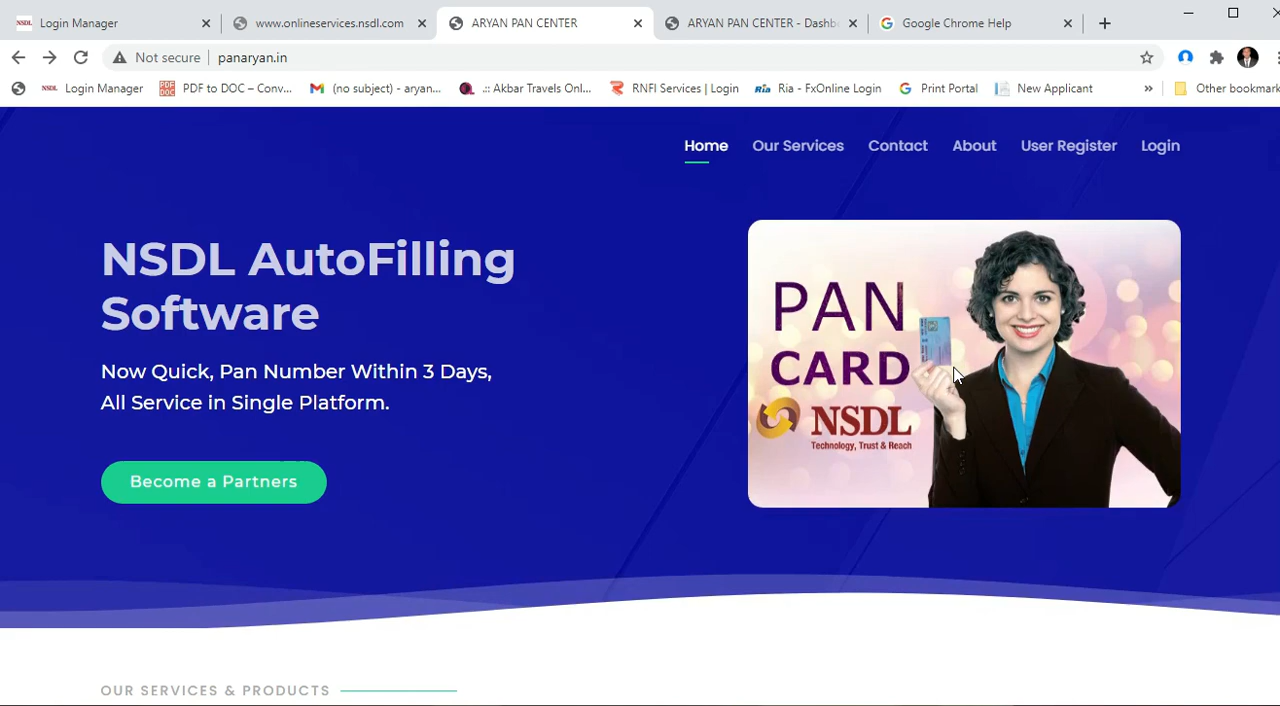 Login Manager
www.onlineservices.nsdl.com
ARYAN PAN CENTER
ARYAN PAN CENTER - Dashb
Google Chrome Help
Not secure
panaryan.in
NSDL
Login Manager
PDF to DOC – Conv...
(no subject) - aryan...
.:: Akbar Travels Onl...
RNFI Services | Login
Ria
Ria - FxOnline Login
Print Portal
New Applicant
»
Other bookmark
Home
Our Services
Contact
About
User Register
Login
NSDL AutoFilling
Software
Now Quick, Pan Number Within 3 Days,
All Service in Single Platform.
Become a Partners
PAN
CARD
NSDL
Technology, Trust & Reach
OUR SERVICES & PRODUCTS